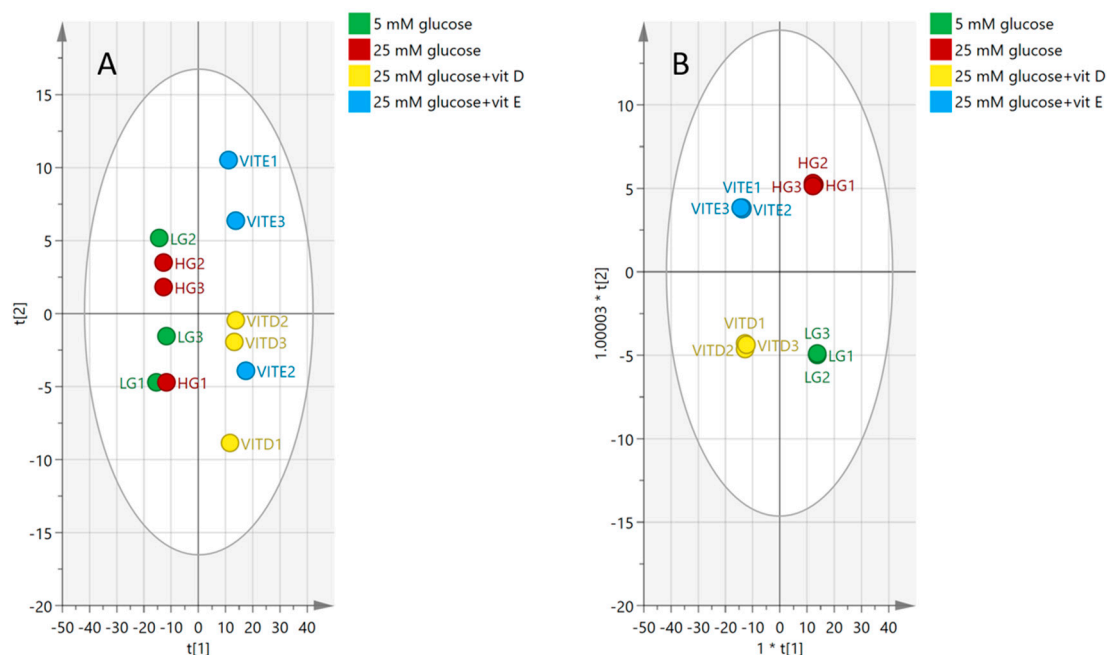 A
5 mM glucose
25 mM glucose
25 mM glucose+vit D
25 mM glucose+vit E
15
10
5
0
-5
-10
-15
-20
t[2]
VITE1
VITE3
LG2
HG2
HG3
VITD2
LG3
VITD3
VITE2
LG1
HG1
VITD1
-50 -40 -30 -20 -10 0 10 20 30 40
t[1]
B
5 mM glucose
25 mM glucose
25 mM glucose+vit D
25 mM glucose+vit E
10
5
0
-5
-10
-15
-20
1.00003 * t[2]
HG2
VITE1
HG3 HG1
VITE3 VITE2
VITD1
LG3
VITD2 VITD3
LG1
LG2
-50 -40 -30 -20 -10 0 10 20 30 40
1 * t[1]